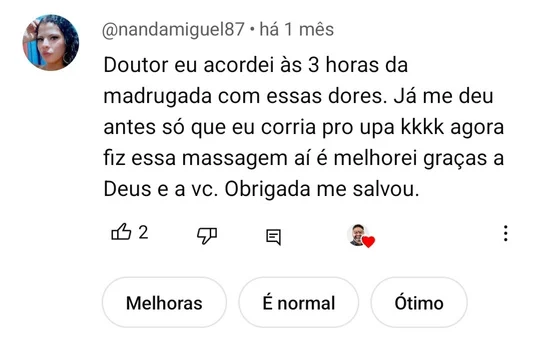 @nandamiguel87 • há 1 mês
Doutor eu acordei às 3 horas da
madrugada com essas dores. Já me deu
antes só que eu corria pro upa kkkk agora
fiz essa massagem aí é melhorei graças a
Deus e a vc. Obrigada me salvou.
2
Melhoras É normal Ótimo